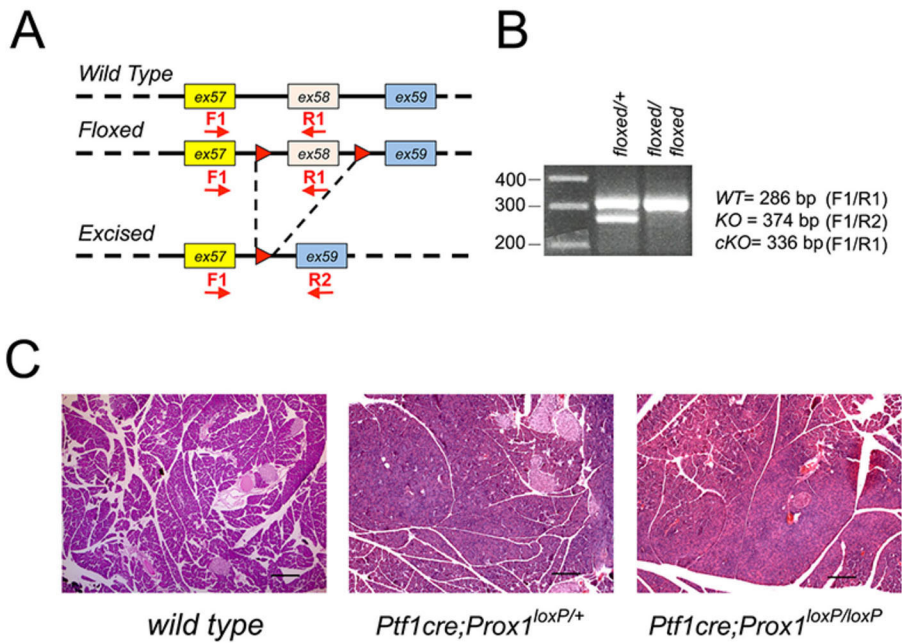 A
Wild Type
ex57 ex58 ex59
F1 R1
Floxed
ex57 ex58 ex59
F1 R1
Excised
ex57 ex59
F1 R2
B
floxed/+ floxed/ floxed
400
300
200
WT= 286 bp (F1/R1)
KO = 374 bp (F1/R2)
cKO= 336 bp (F1/R1)
C
wild type Ptf1cre;Prox1loxP/+ Ptf1cre;Prox1loxP/loxP